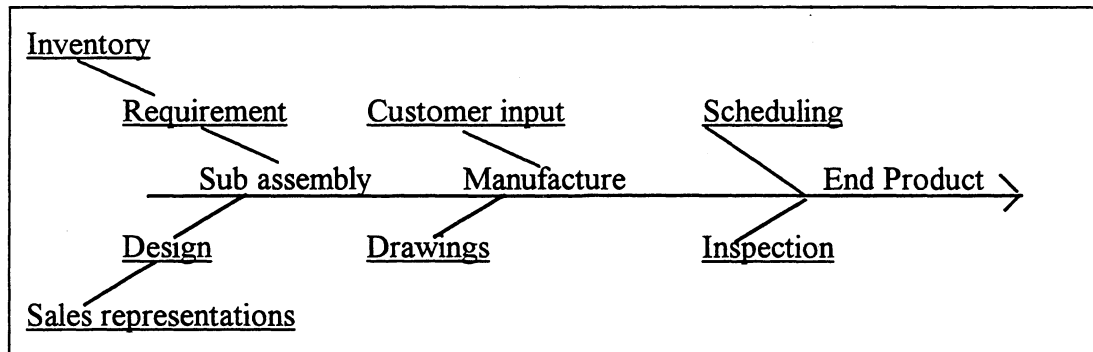 Inventory
Requirement Customer input Scheduling
Sub assembly Manufacture End Product
Design Drawings Inspection
Sales representations